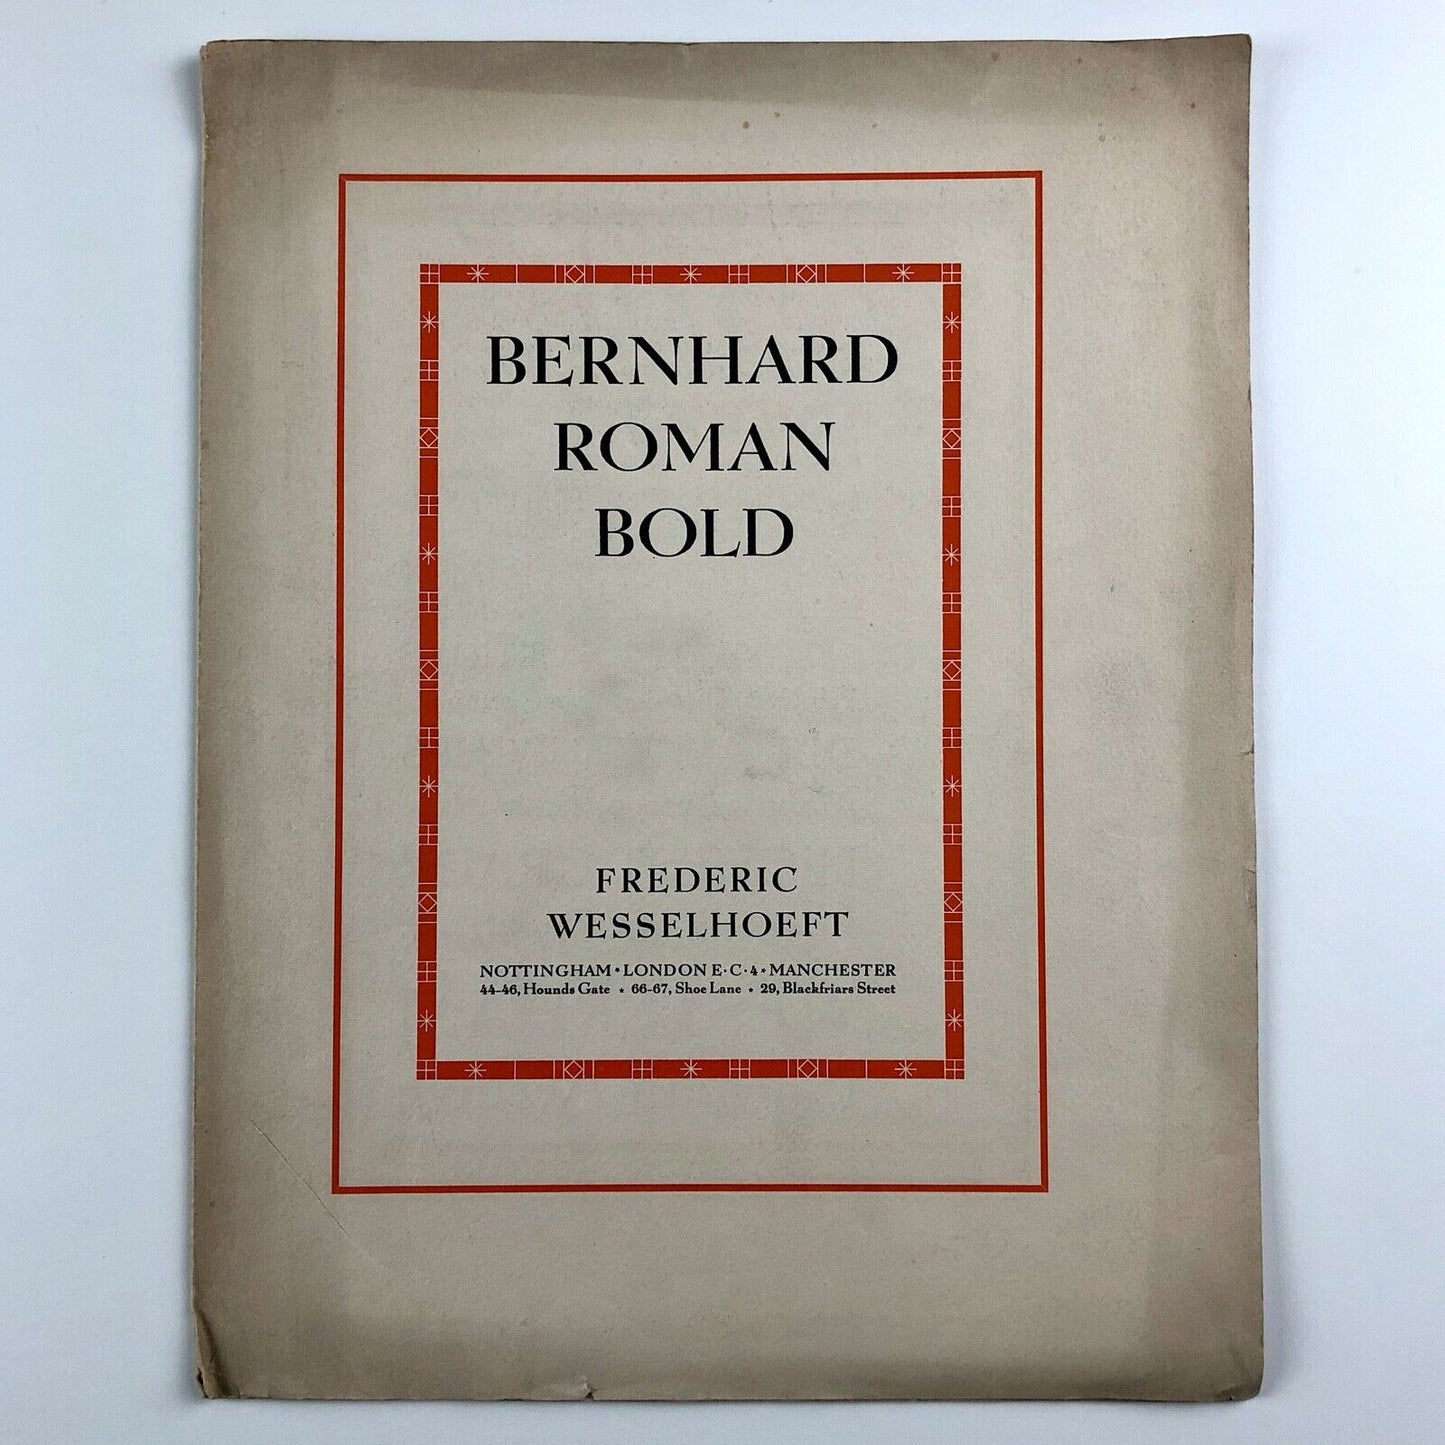 BERNHARD
ROMAN
BOLD
FREDERIC
WESSELHOEFT
NOTTINGHAM ⋆ LONDON E·C·4 ⋆ MANCHESTER
44-46, Hounds Gate ⋆ 66-67, Shoe Lane ⋆ 29, Blackfriars Street